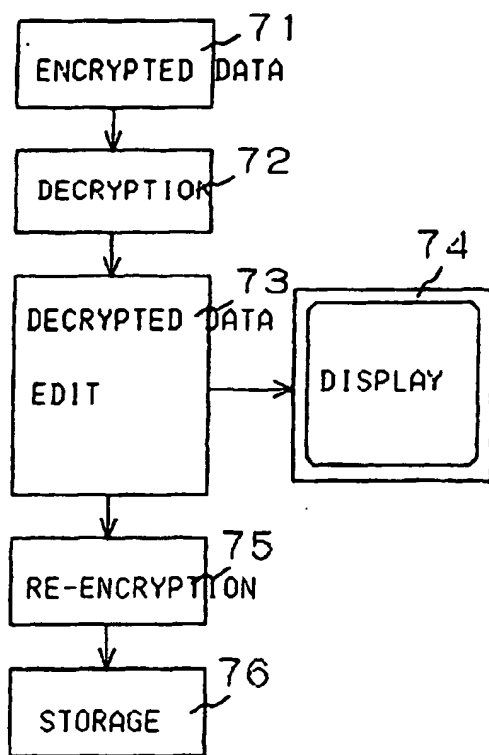 71
ENCRYPTED DATA
72
DECRYPTION
73
DECRYPTED DATA
EDIT
74
DISPLAY
75
RE-ENCRYPTION
76
STORAGE